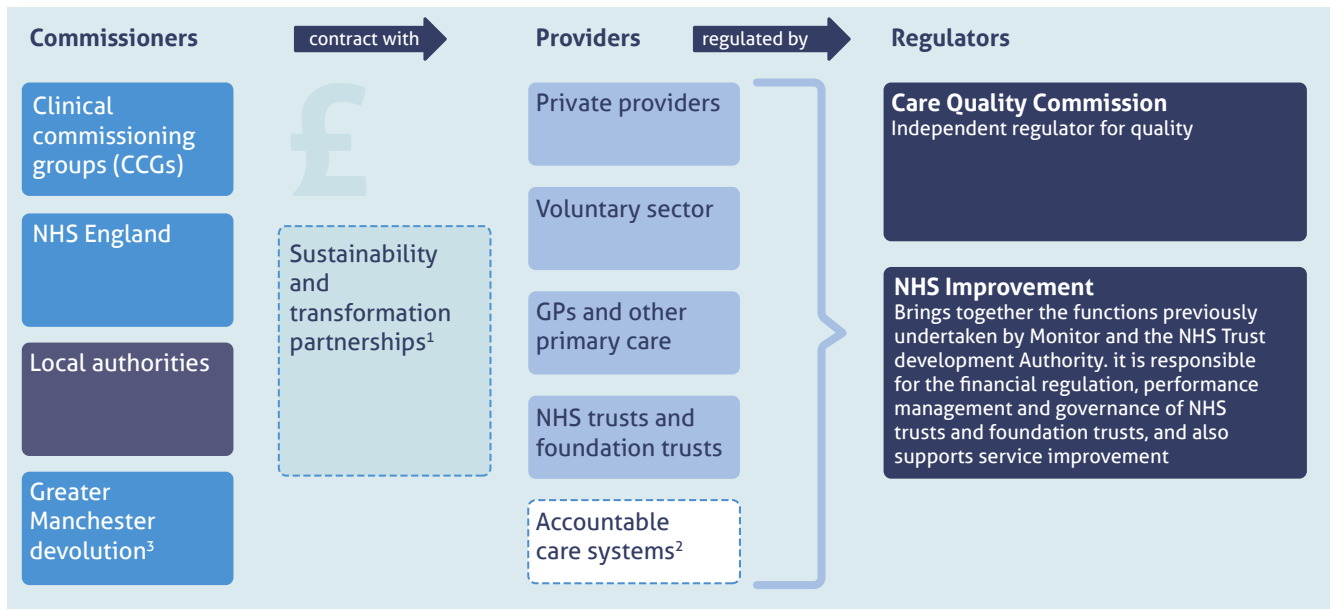 Commissioners
contract with
Providers
regulated by
Regulators
Clinical
commissioning
groups (CCGs)
NHS England
Local authorities
Greater
Manchester
devolution³
£
Sustainability
and
transformation
partnerships¹
Private providers
Voluntary sector
GPs and other
primary care
NHS trusts and
foundation trusts
Accountable
care systems²
Care Quality Commission
Independent regulator for quality
NHS Improvement
Brings together the functions previously
undertaken by Monitor and the NHS Trust
development Authority. it is responsible
for the financial regulation, performance
management and governance of NHS
trusts and foundation trusts, and also
supports service improvement